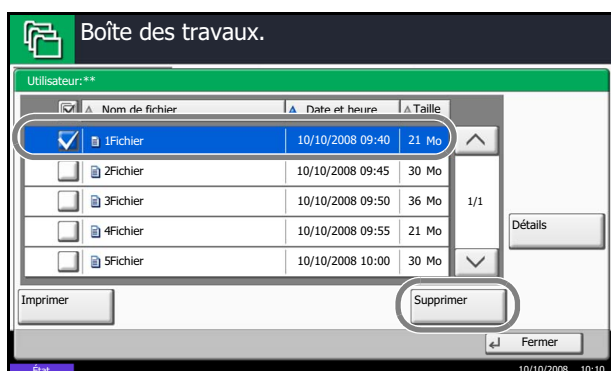 Boîte des travaux.
Utilisateur:**
Nom de fichier Date et heure Taille
1Fichier 10/10/2008 09:40 21 Mo
2Fichier 10/10/2008 09:45 30 Mo
3Fichier 10/10/2008 09:50 36 Mo 1/1
4Fichier 10/10/2008 09:55 21 Mo Détails
5Fichier 10/10/2008 10:00 30 Mo
Imprimer Supprimer
Fermer
État 10/10/2008 10:10